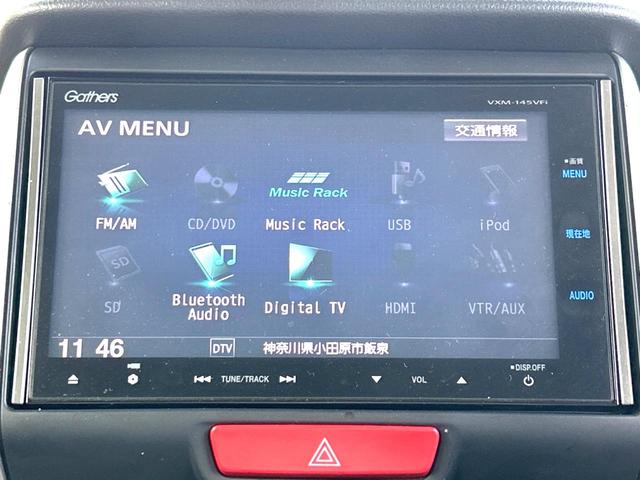 Gathers
VXM-145VFi
AV MENU
交通情報
画質
MENU
Music Rack
FM/AM
CD/DVD
Music Rack
USB
iPod
現在地
SD
SD
Bluetooth
Audio
Digital TV
HDMI
VTR/AUX
AUDIO
11 46
DTV
神奈川県小田原市飯泉
DISP.OFF
TUNE/TRACK
VOL